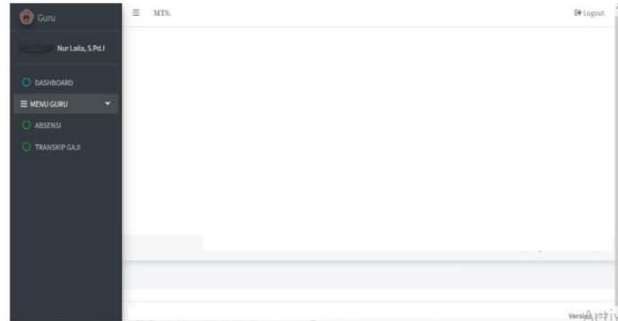 Guru
MTS.
Logout
Nur Laila, S.Pd.I
DASHBOARD
MENU GURU
ABSENSI
TRANSKIP GAJI